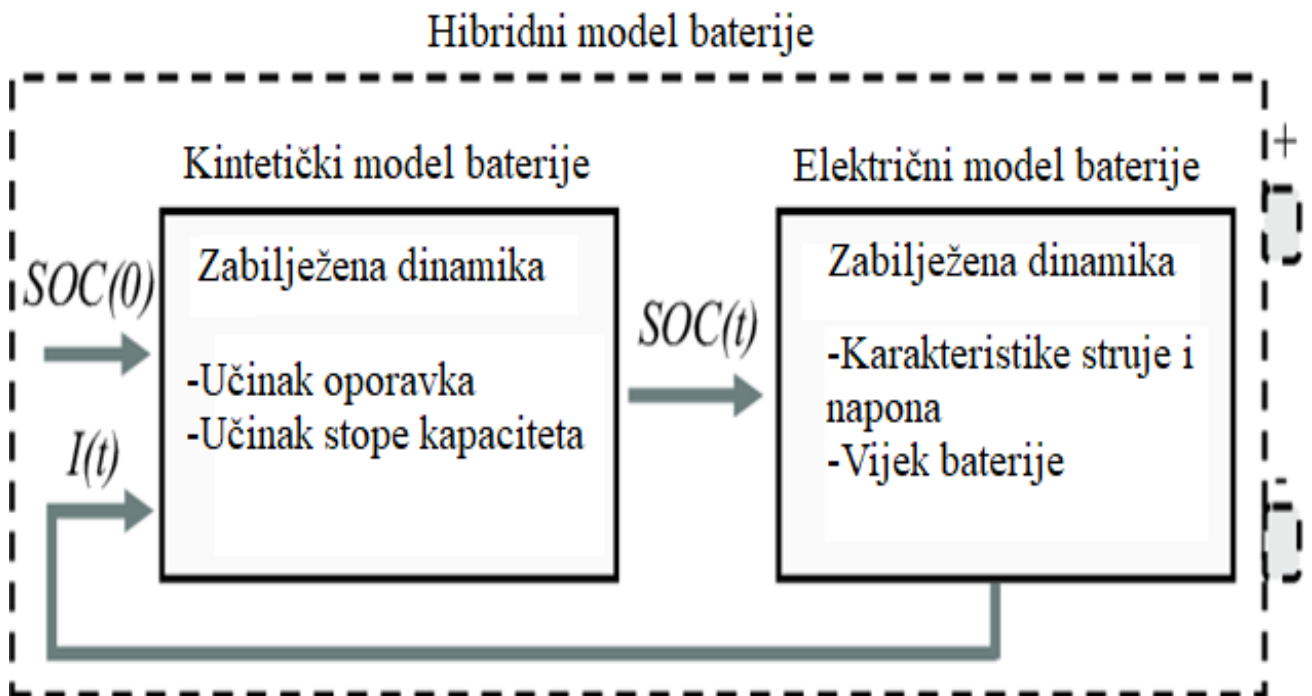 Hibridni model baterije
Kintetički model baterije
Električni model baterije
+
Zabilježena dinamika
Zabilježena dinamika
SOC(0)
SOC(t)
-Karakteristike struje i
napona
-Vijek baterije
-Učinak oporavka
-Učinak stope kapaciteta
I(t)
-